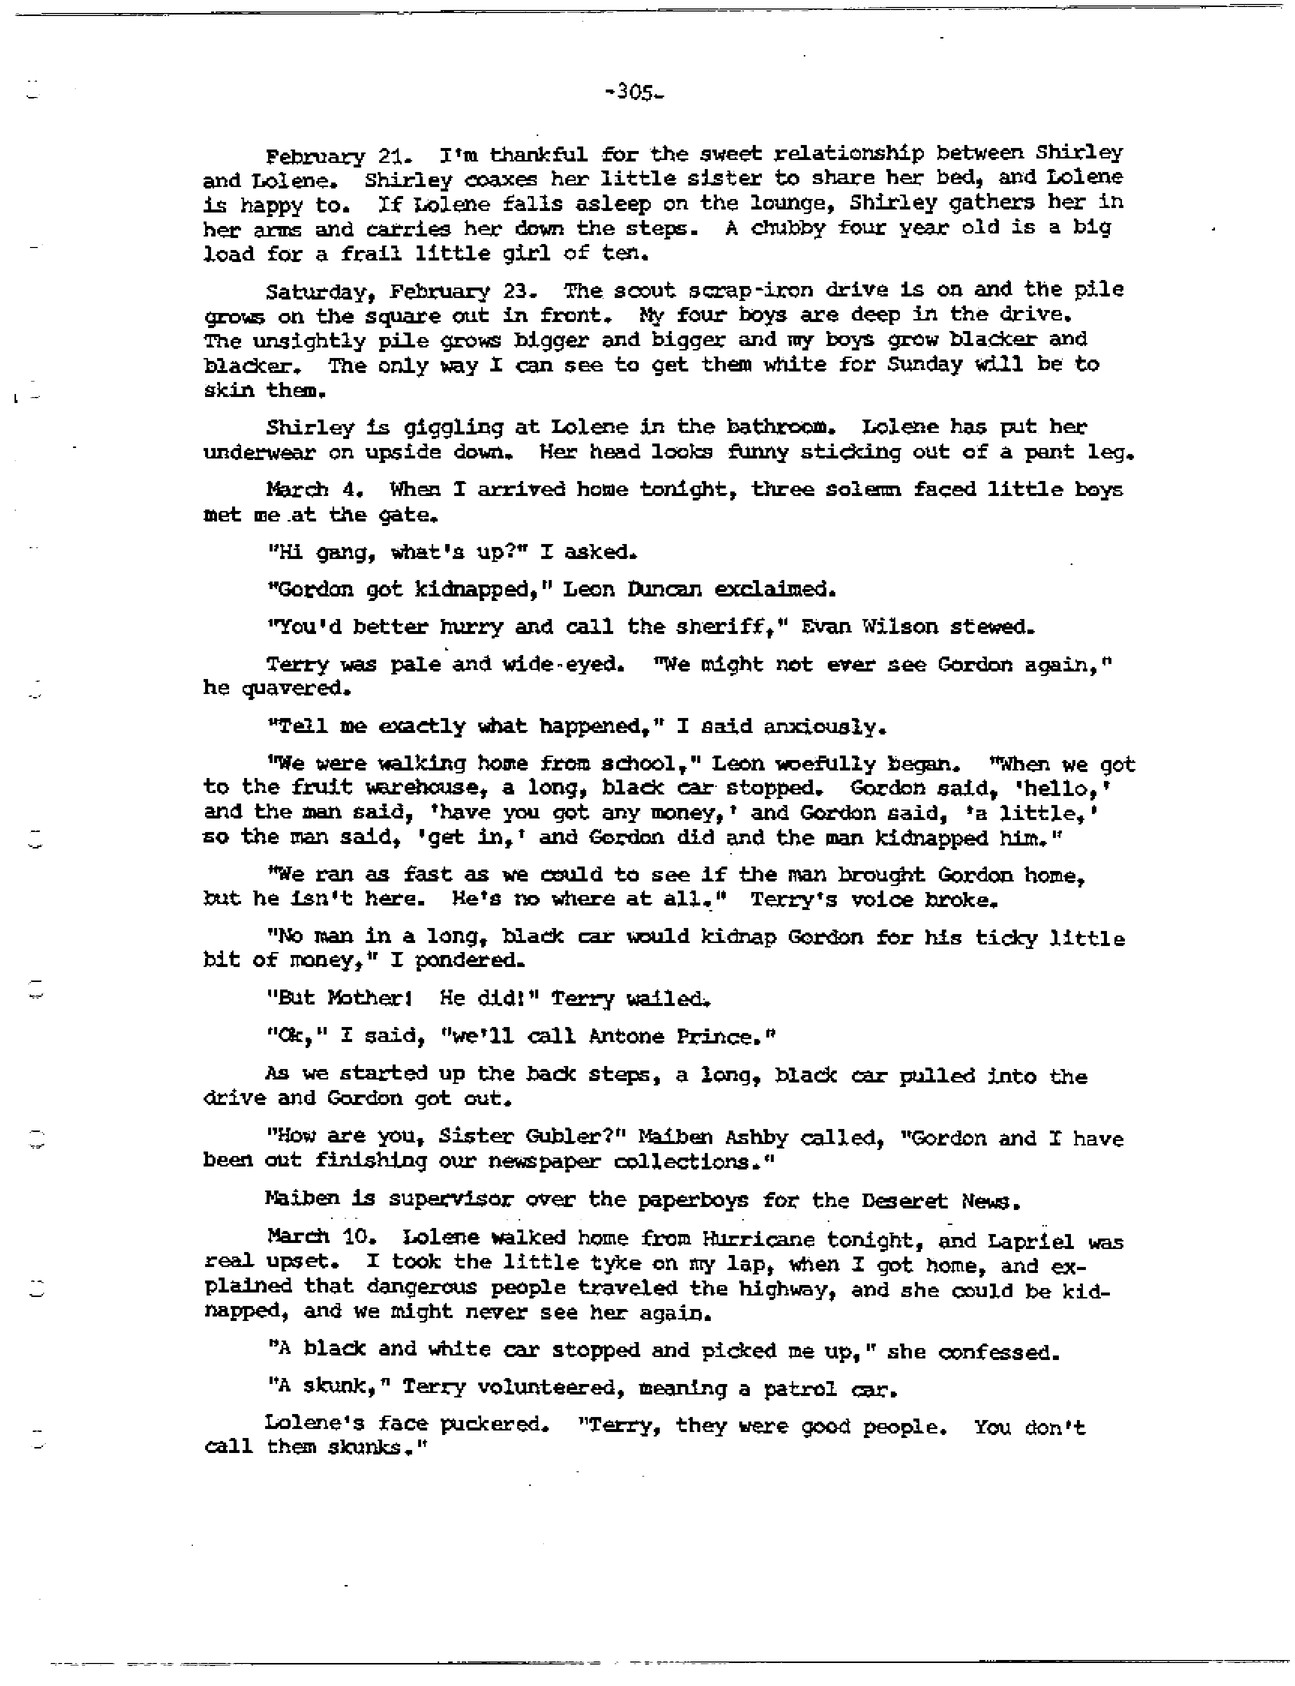 -305-
February 21. I'm thankful for the sweet relationship between Shirley
and Lolene. Shirley coaxes her little sister to share her bed, and Lolene
is happy to. If Lolene falls asleep on the lounge, Shirley gathers her in
her arms and carries her down the steps. A chubby four year old is a big
load for a frail little girl of ten.
Saturday, February 23. The scout scrap-iron drive is on and the pile
grows on the square out in front. My four boys are deep in the drive.
The unsightly pile grows bigger and bigger and my boys grow blacker and
blacker. The only way I can see to get them white for Sunday will be to
skin them.
Shirley is giggling at Lolene in the bathroom. Lolene has put her
underwear on upside down. Her head looks funny sticking out of a pant leg.
March 4. When I arrived home tonight, three solemn faced little boys
met me at the gate.
"Hi gang, what's up?" I asked.
"Gordon got kidnapped," Leon Duncan exclaimed.
"You'd better hurry and call the sheriff," Evan Wilson stewed.
Terry was pale and wide-eyed. "We might not ever see Gordon again,"
he quavered.
"Tell me exactly what happened," I said anxiously.
"We were walking home from school," Leon woefully began. "When we got
to the fruit warehouse, a long, black car stopped. Gordon said, 'hello,'
and the man said, 'have you got any money,' and Gordon said, 'a little,'
so the man said, 'get in,' and Gordon did and the man kidnapped him."
"We ran as fast as we could to see if the man brought Gordon home,
but he isn't here. He's no where at all." Terry's voice broke.
"No man in a long, black car would kidnap Gordon for his ticky little
bit of money," I pondered.
"But Mother! He did!" Terry wailed.
"Ok," I said, "we'll call Antone Prince."
As we started up the back steps, a long, black car pulled into the
drive and Gordon got out.
"How are you, Sister Gubler?" Maiben Ashby called, "Gordon and I have
been out finishing our newspaper collections."
Maiben is supervisor over the paperboys for the Deseret News.
March 10. Lolene walked home from Hurricane tonight, and Lapriel was
real upset. I took the little tyke on my lap, when I got home, and ex-
plained that dangerous people traveled the highway, and she could be kid-
napped, and we might never see her again.
"A black and white car stopped and picked me up," she confessed.
"A skunk," Terry volunteered, meaning a patrol car.
Lolene's face puckered. "Terry, they were good people. You don't
call them skunks."